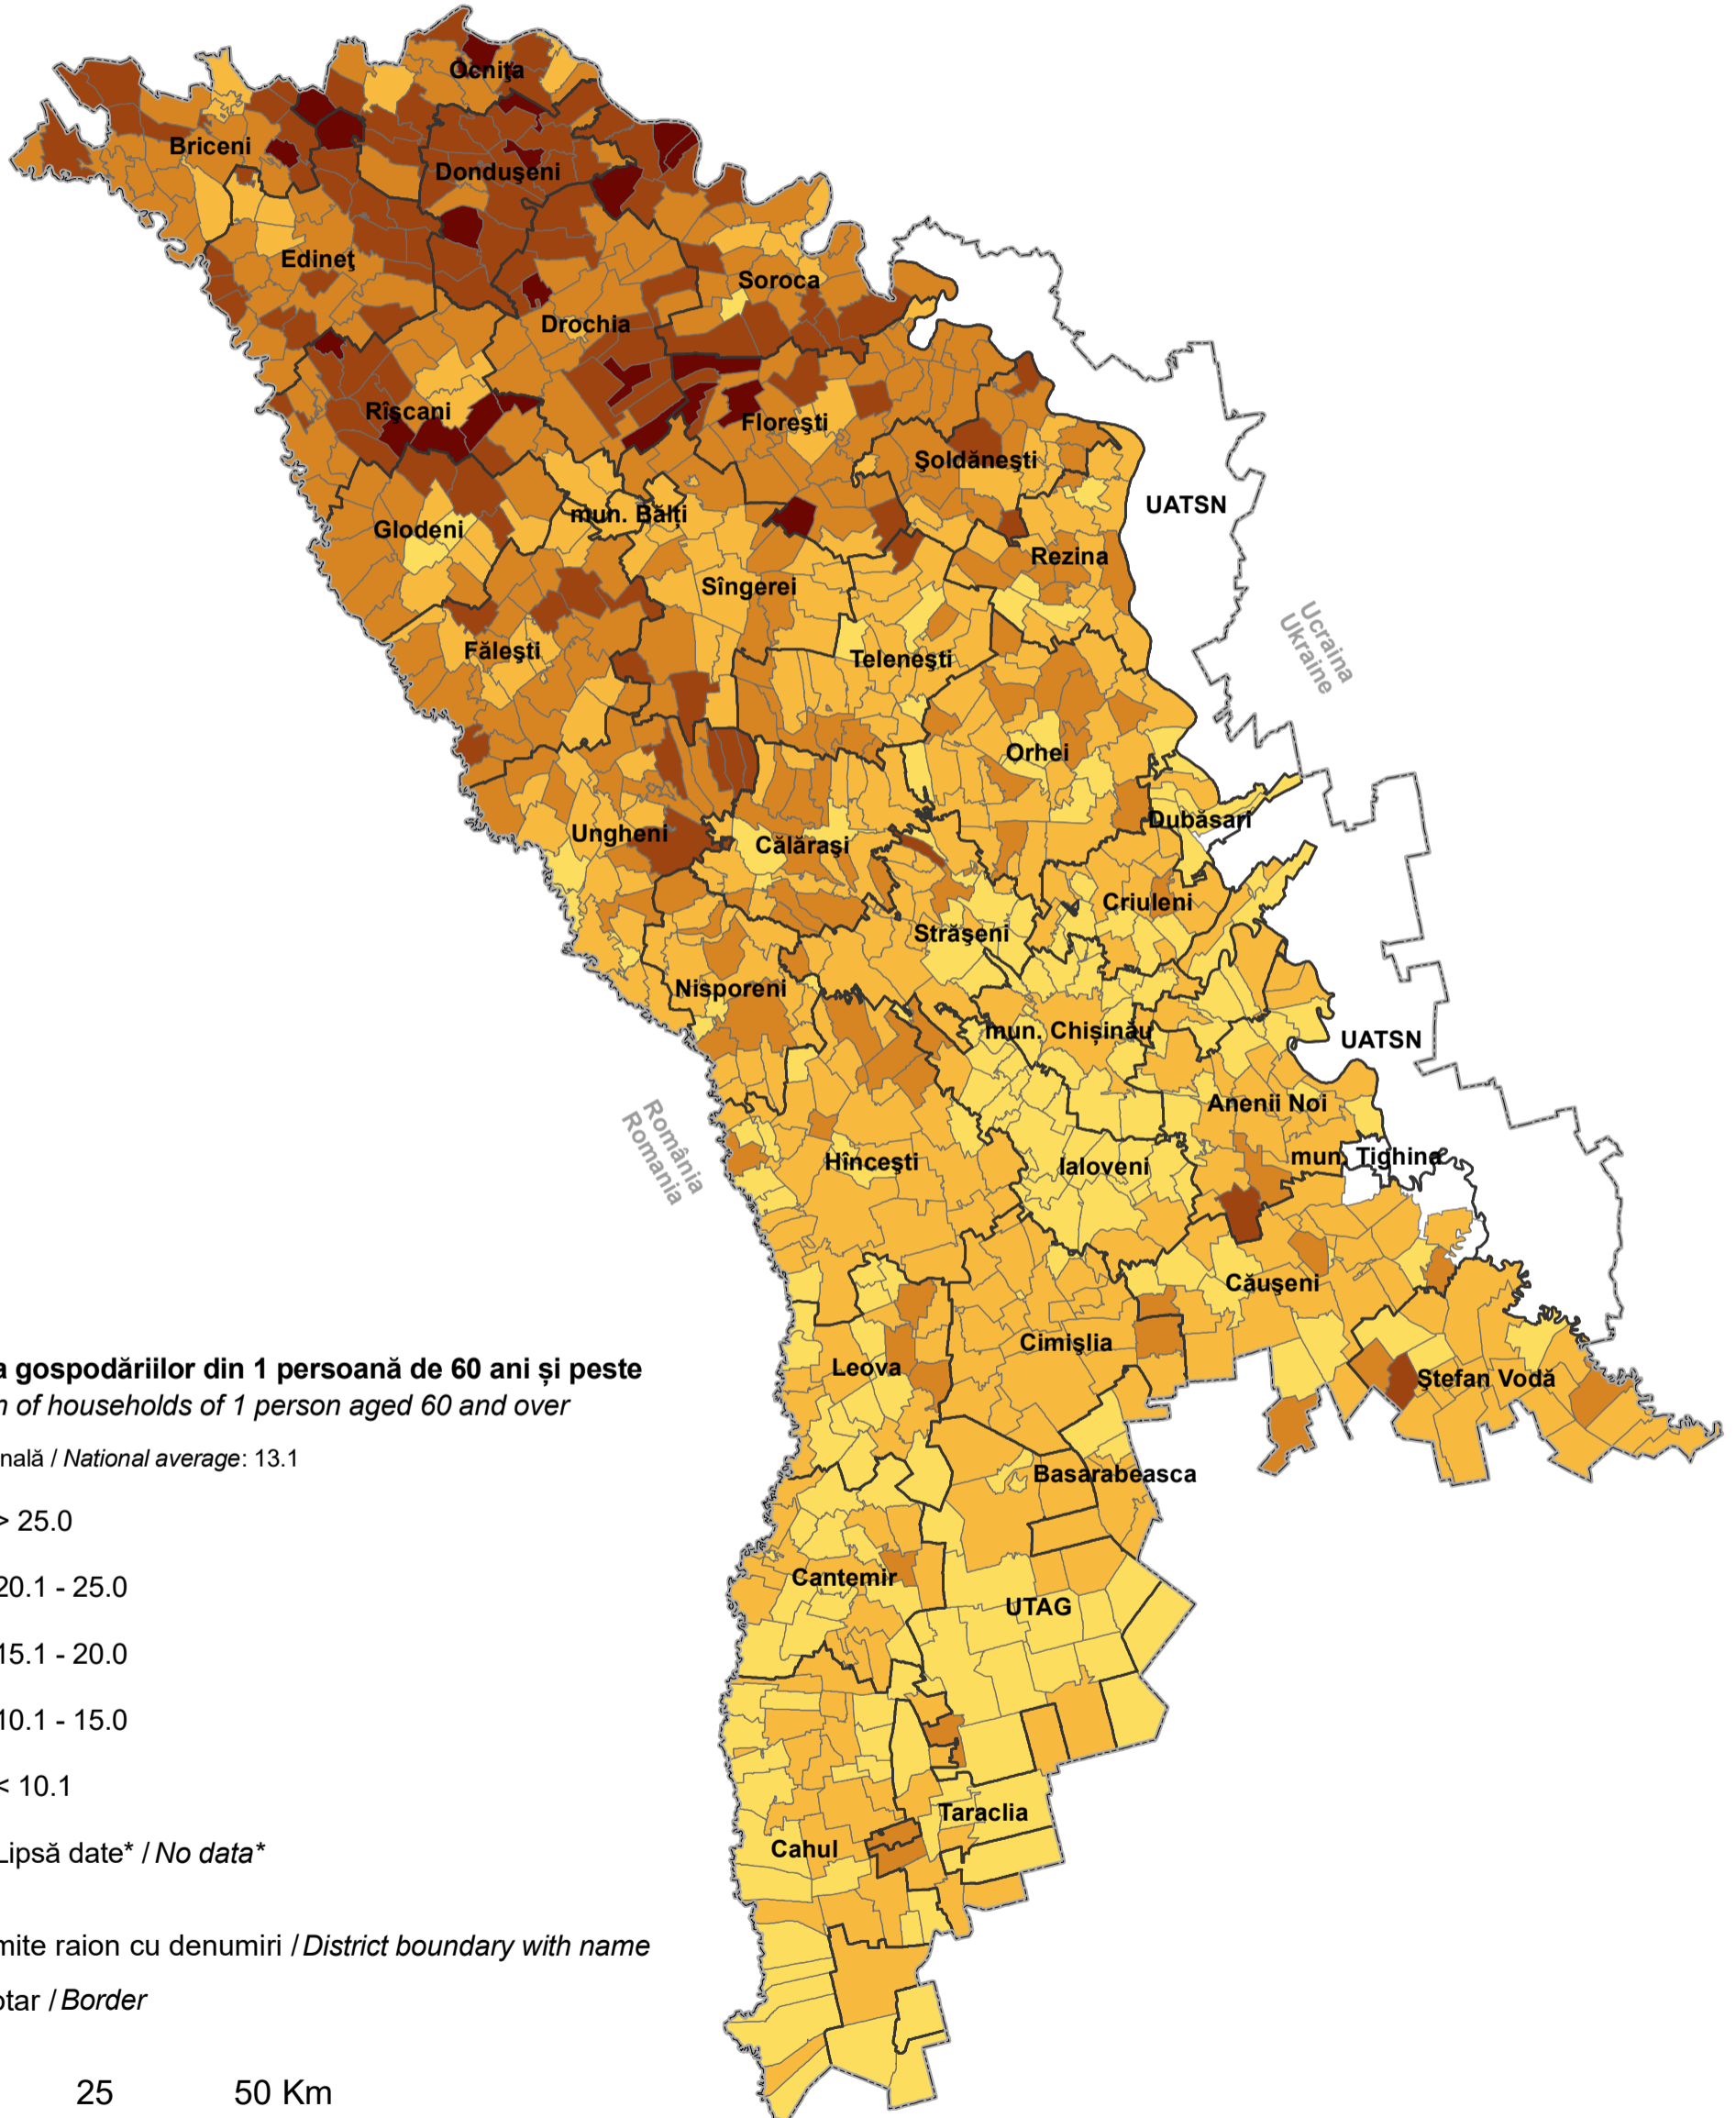 Ocnița
Briceni
Dondușeni
Edineț
Soroca
Drochia
Rîșcani
Florești
Șoldănești
UATSN
mun. Bălți
Glodeni
Rezina
Sîngerei
Ucraina
Ukraine
Fălești
Telenești
Orhei
Dubăsari
Ungheni
Călărași
Criuleni
Strășeni
Nisporeni
mun. Chișinău
UATSN
Anenii Noi
România
Romania
mun. Tighina
Hîncești
Ialoveni
Căușeni
Cimișlia
Leova
Ștefan Vodă
a gospodăriilor din 1 persoană de 60 ani și peste
n of households of 1 person aged 60 and over
nală / National average: 13.1
Basarabeasca
> 25.0
Cantemir
20.1 - 25.0
UTAG
15.1 - 20.0
10.1 - 15.0
< 10.1
Taraclia
Cahul
Lipsă date* / No data*
mite raion cu denumiri / District boundary with name
otar / Border
25 50 Km